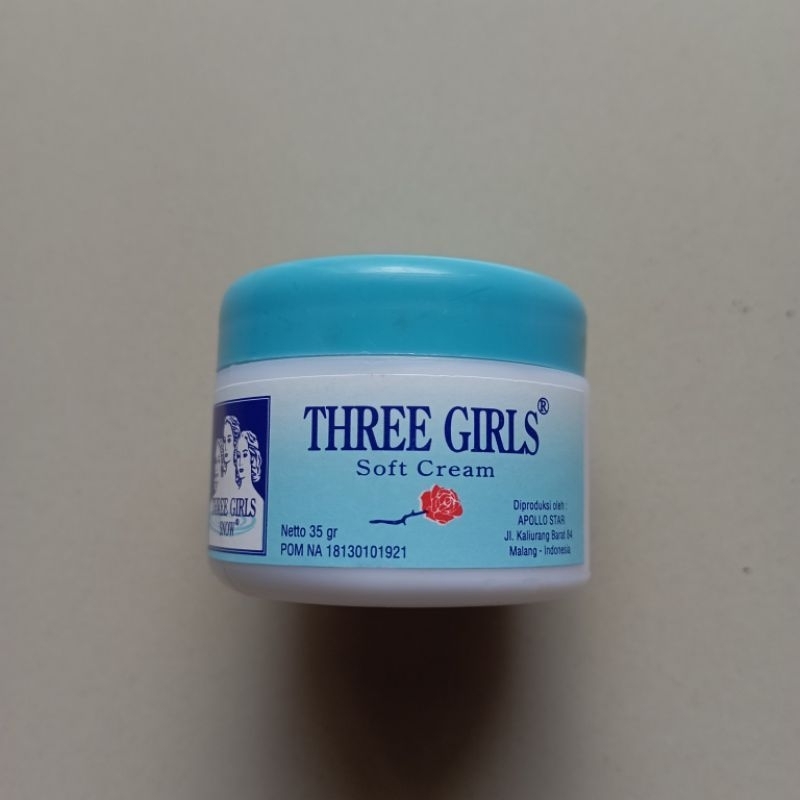 THREE GIRLS®
Soft Cream
THREE GIRLS
SNOW®
Netto 35 gr
POM NA 18130101921
Diproduksi oleh :
APOLLO STAR
Jl. Kaliurang Barat
Malang - Indonesia